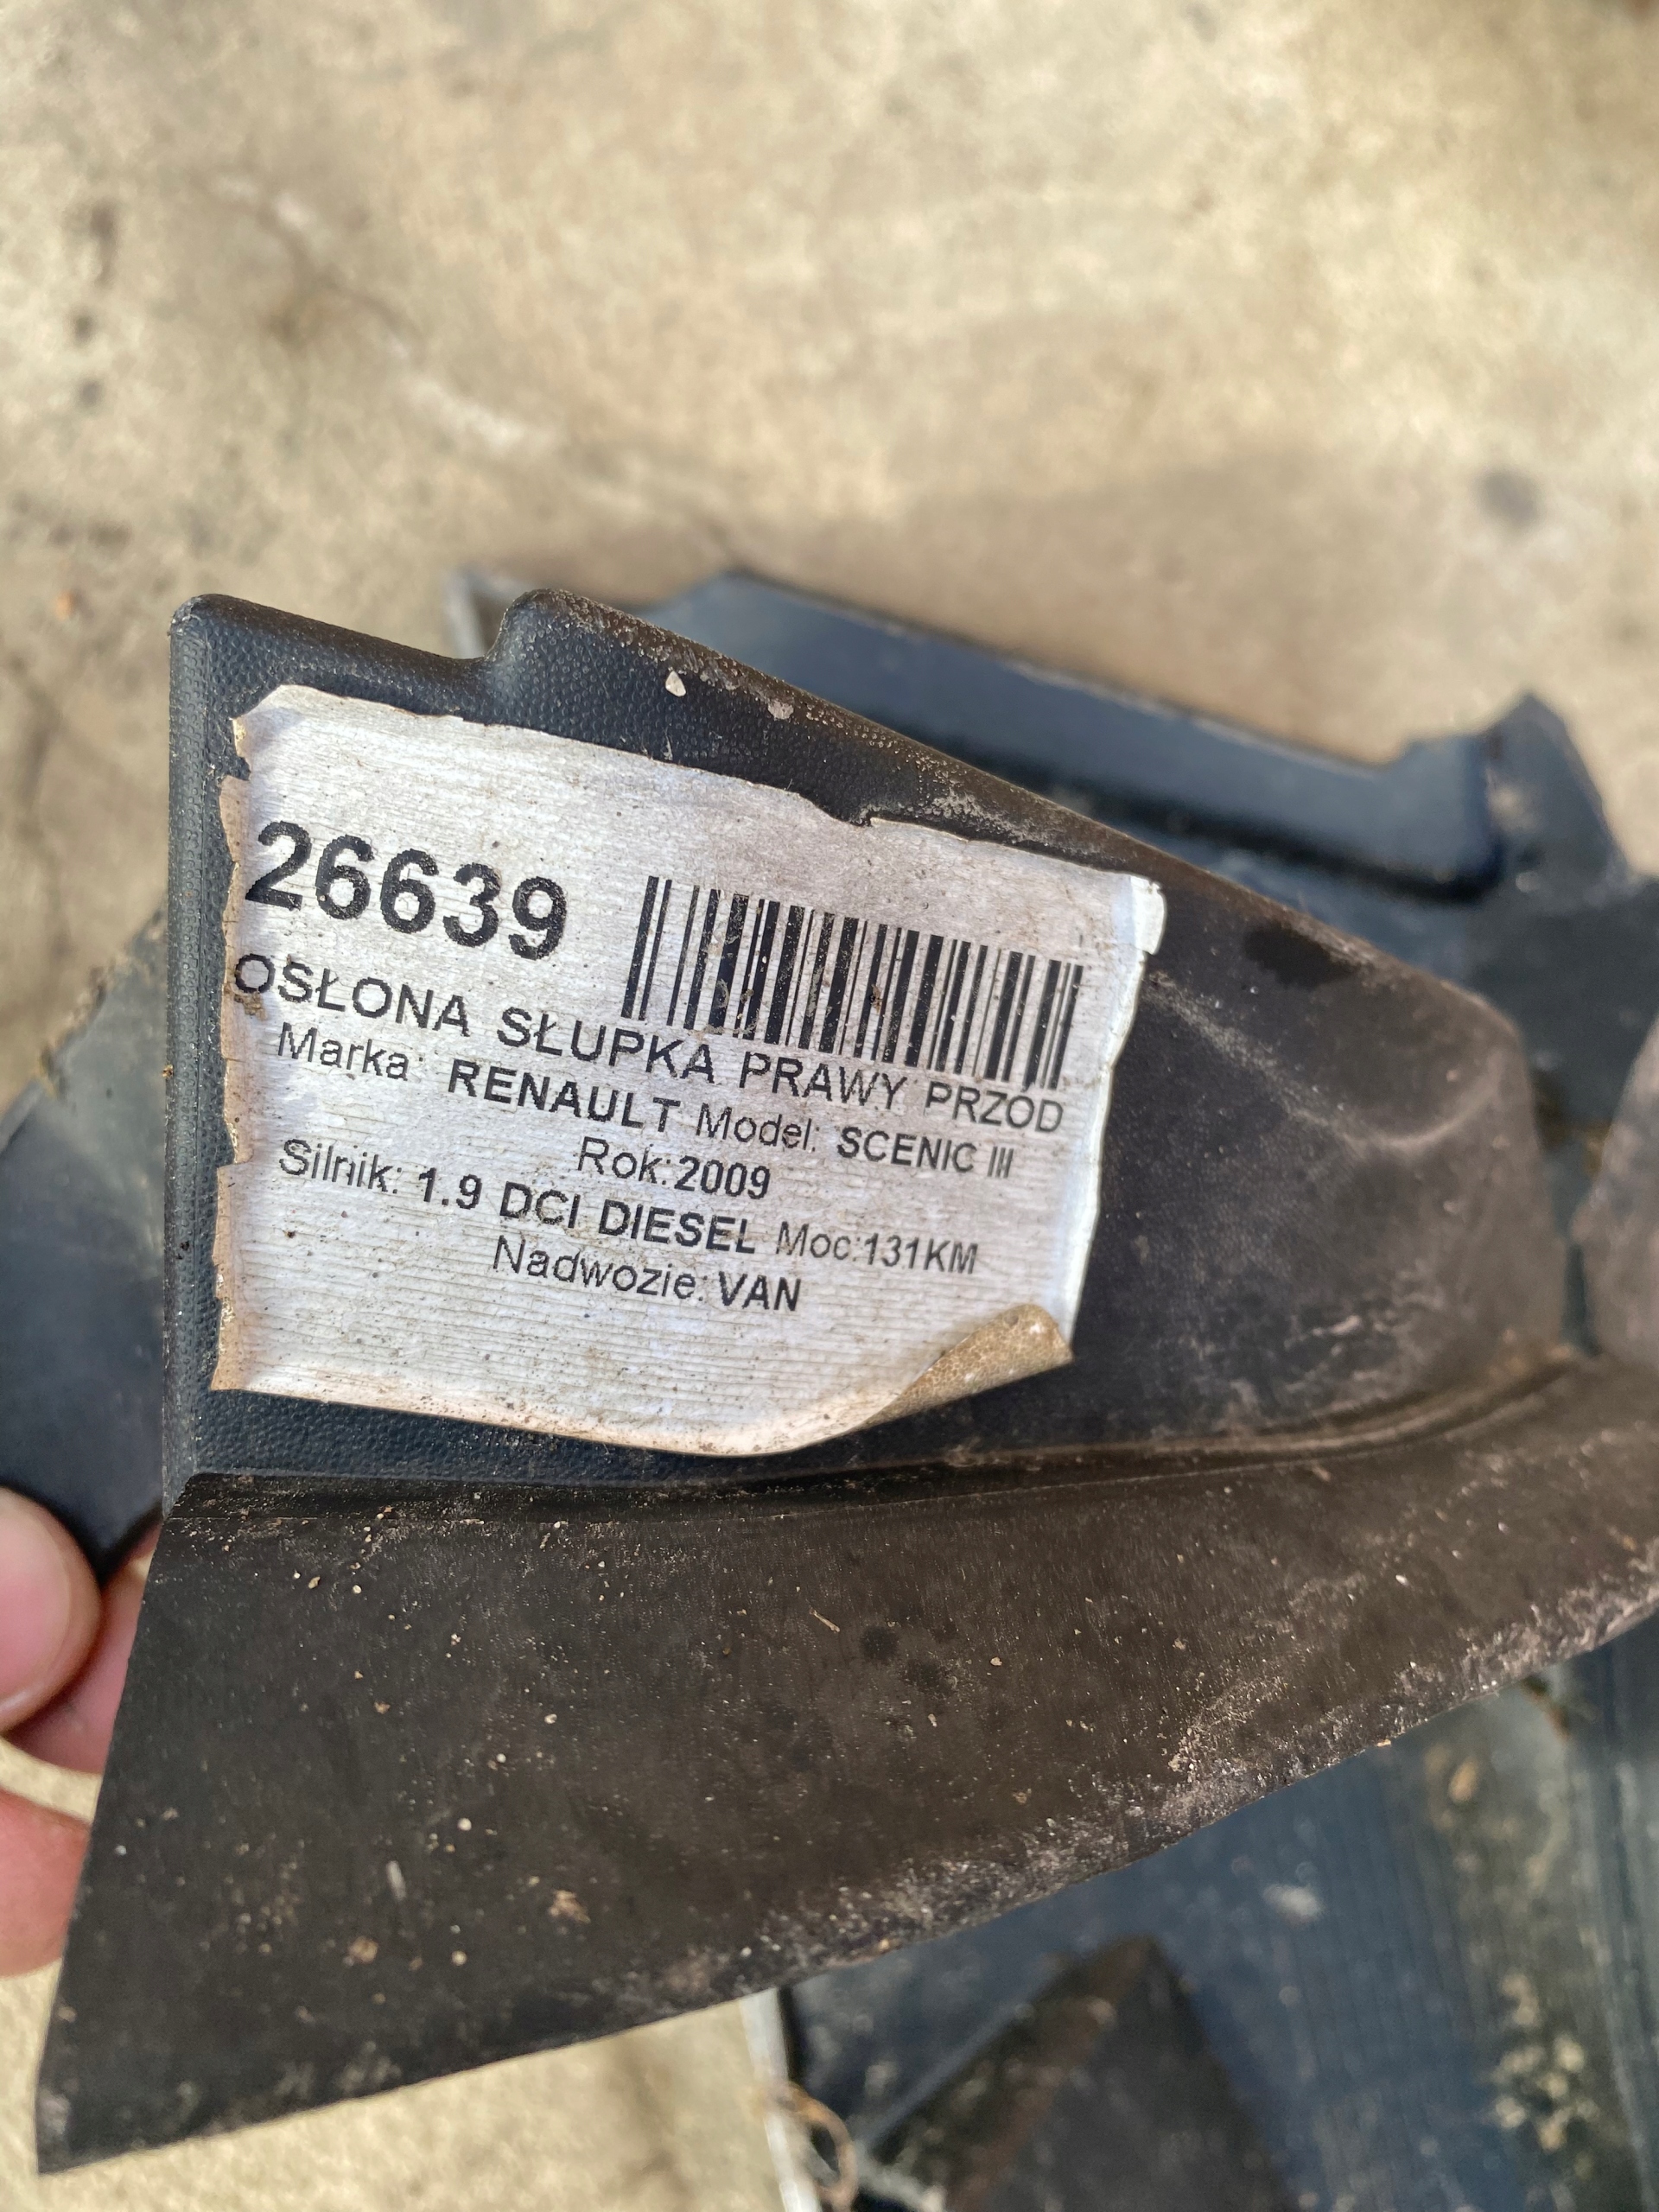 26639
OSŁONA SŁUPKA PRAWY PRZÓD
Marka: RENAULT Model: SCENIC III
Rok:2009
Silnik: 1.9 DCI DIESEL Moc:131KM
Nadwozie: VAN